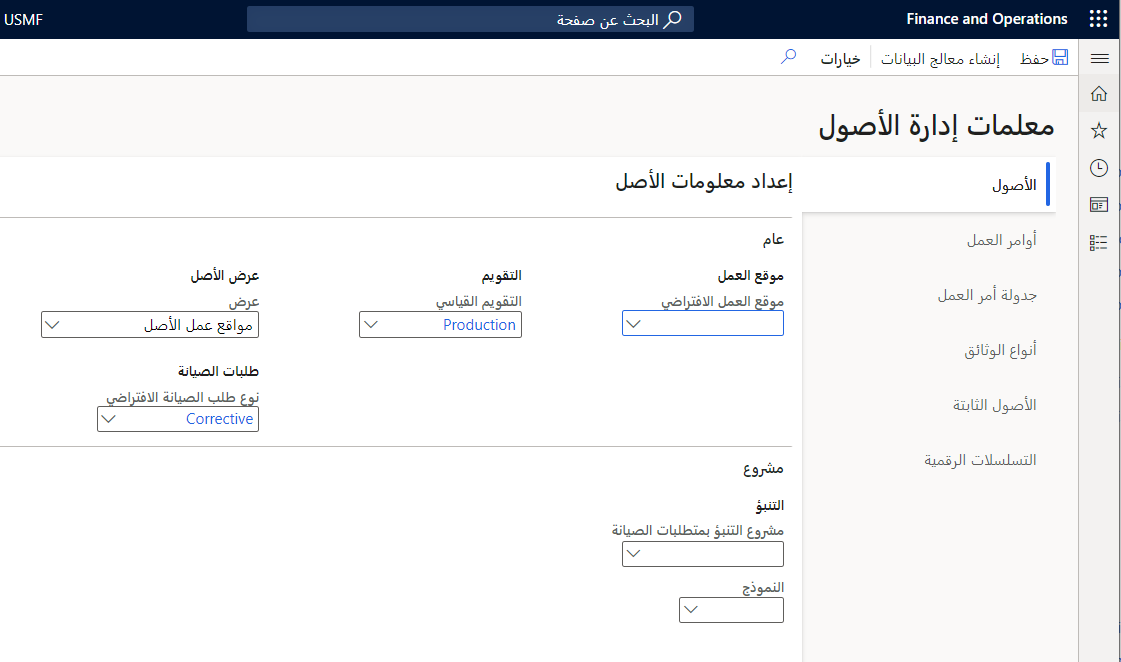 Finance and Operations
البحث عن صفحة
USMF
حفظ
إنشاء معالج البيانات
خيارات
معلمات إدارة الأصول
الأصول
أوامر العمل
جدولة أمر العمل
أنواع الوثائق
الأصول الثابتة
التسلسلات الرقمية
إعداد معلومات الأصل
عام
موقع العمل
موقع العمل الافتراضي
التقويم
التقويم القياسي
Production
عرض الأصل
عرض
مواقع عمل الأصل
طلبات الصيانة
نوع طلب الصيانة الافتراضي
Corrective
مشروع
التنبؤ
مشروع التنبؤ بمتطلبات الصيانة
النموذج